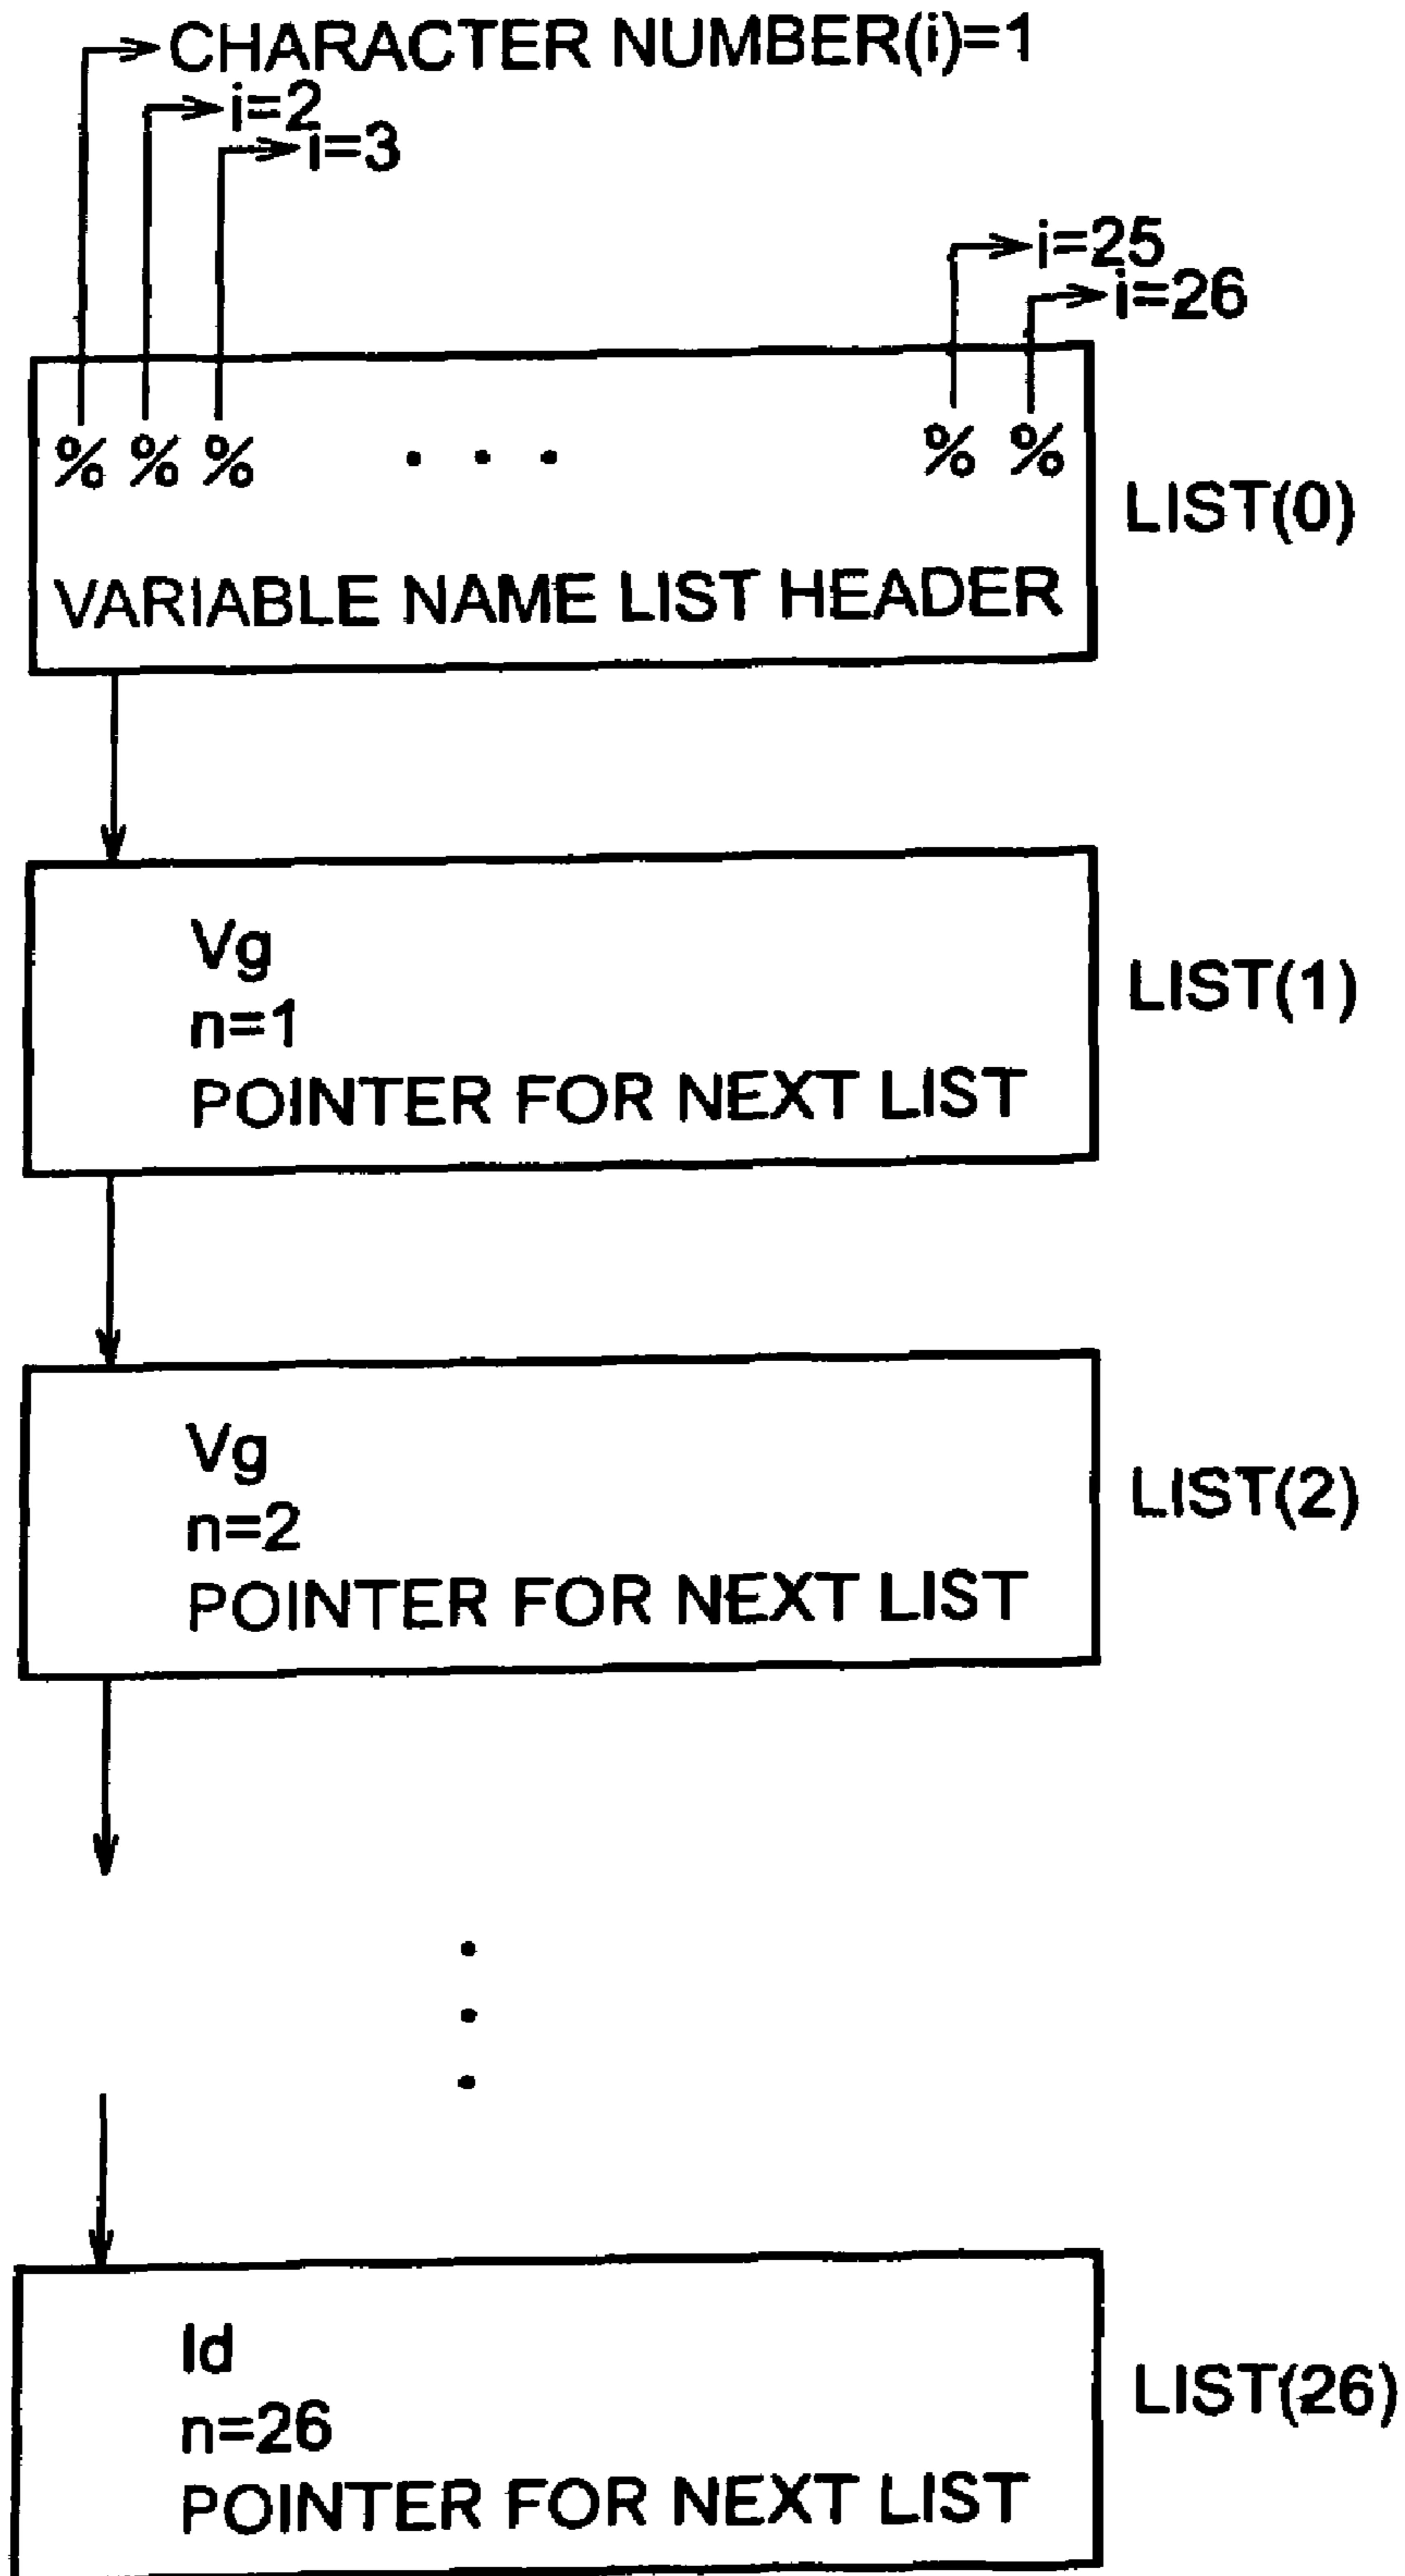 CHARACTER NUMBER(i)=1
i=2
i=3
i=25
i=26
% % % . . . % %
LIST(0)
VARIABLE NAME LIST HEADER
Vg
n=1
POINTER FOR NEXT LIST
LIST(1)
Vg
n=2
POINTER FOR NEXT LIST
LIST(2)
Id
n=26
POINTER FOR NEXT LIST
LIST(26)